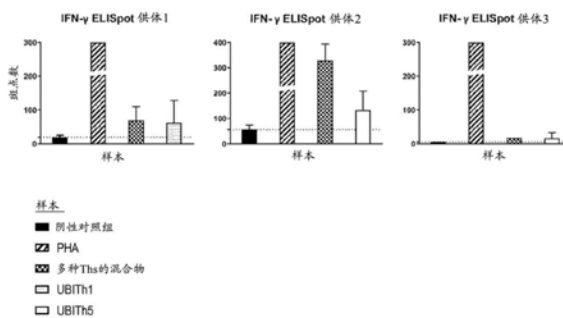 IFN-γ ELISpot 供体1
IFN-γ ELISpot 供体2
IFN-γ ELISpot 供体3
斑点数
300
200
100
0
400
300
200
100
0
300
200
100
0
样本
样本
样本
样本
阴性对照组
PHA
多种Ths的混合物
UBITh1
UBITh5